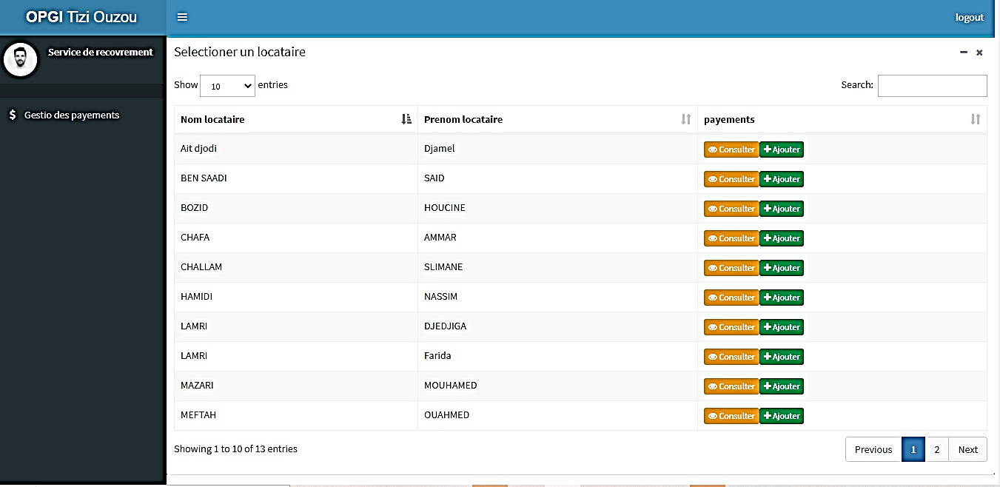 OPGI Tizi Ouzou
logout
Service de recovrement
Gestio des payements
Selectioner un locataire
Show 10 entries
Search:
Nom locataire Prenom locataire payements
Ait djodi Djamel Consulter Ajouter
BEN SAADI SAID Consulter Ajouter
BOZID HOUCINE Consulter Ajouter
CHAFA AMMAR Consulter Ajouter
CHALLAM SLIMANE Consulter Ajouter
HAMIDI NASSIM Consulter Ajouter
LAMRI DJEDJIGA Consulter Ajouter
LAMRI Farida Consulter Ajouter
MAZARI MOUHAMED Consulter Ajouter
MEFTAH OUAHMED Consulter Ajouter
Showing 1 to 10 of 13 entries
Previous 1 2 Next